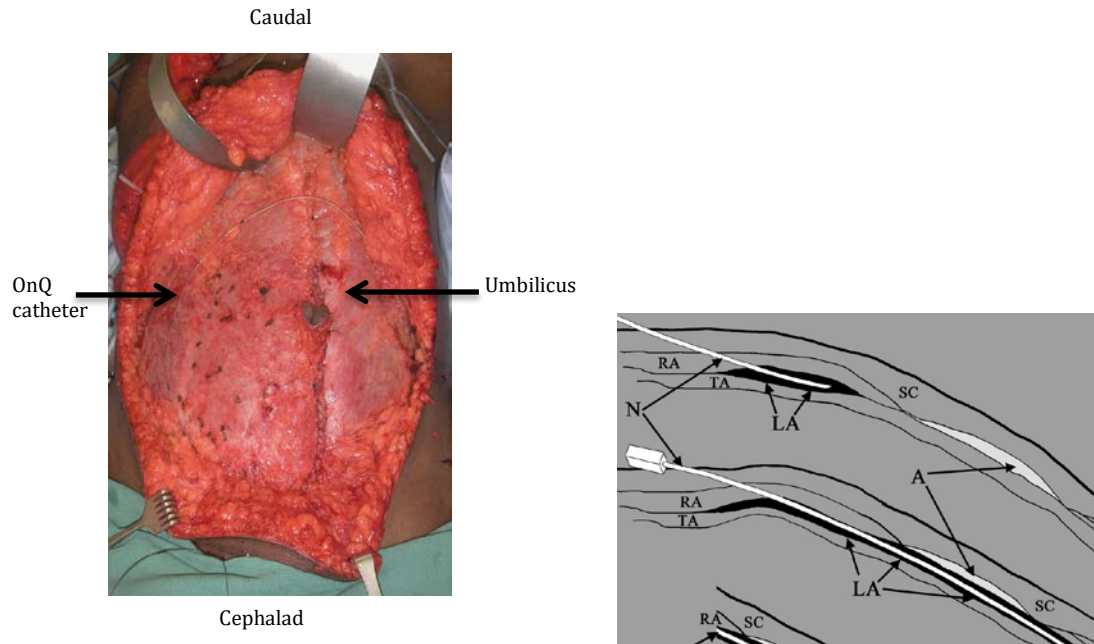 Caudal
OnQ
catheter
Umbilicus
Cephalad
RA
TA
SC
LA
N
A
RA
TA
LA
SC
RA
SC